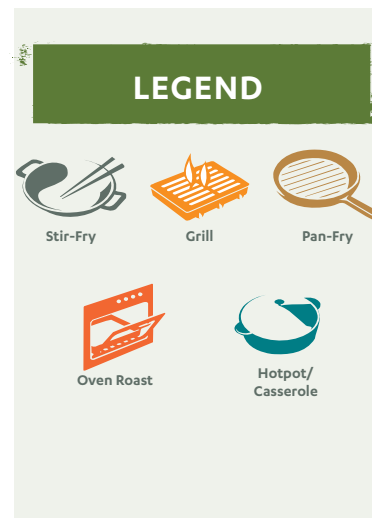 LEGEND
Stir-Fry
Grill
Pan-Fry
Oven Roast
Hotpot/
Casserole